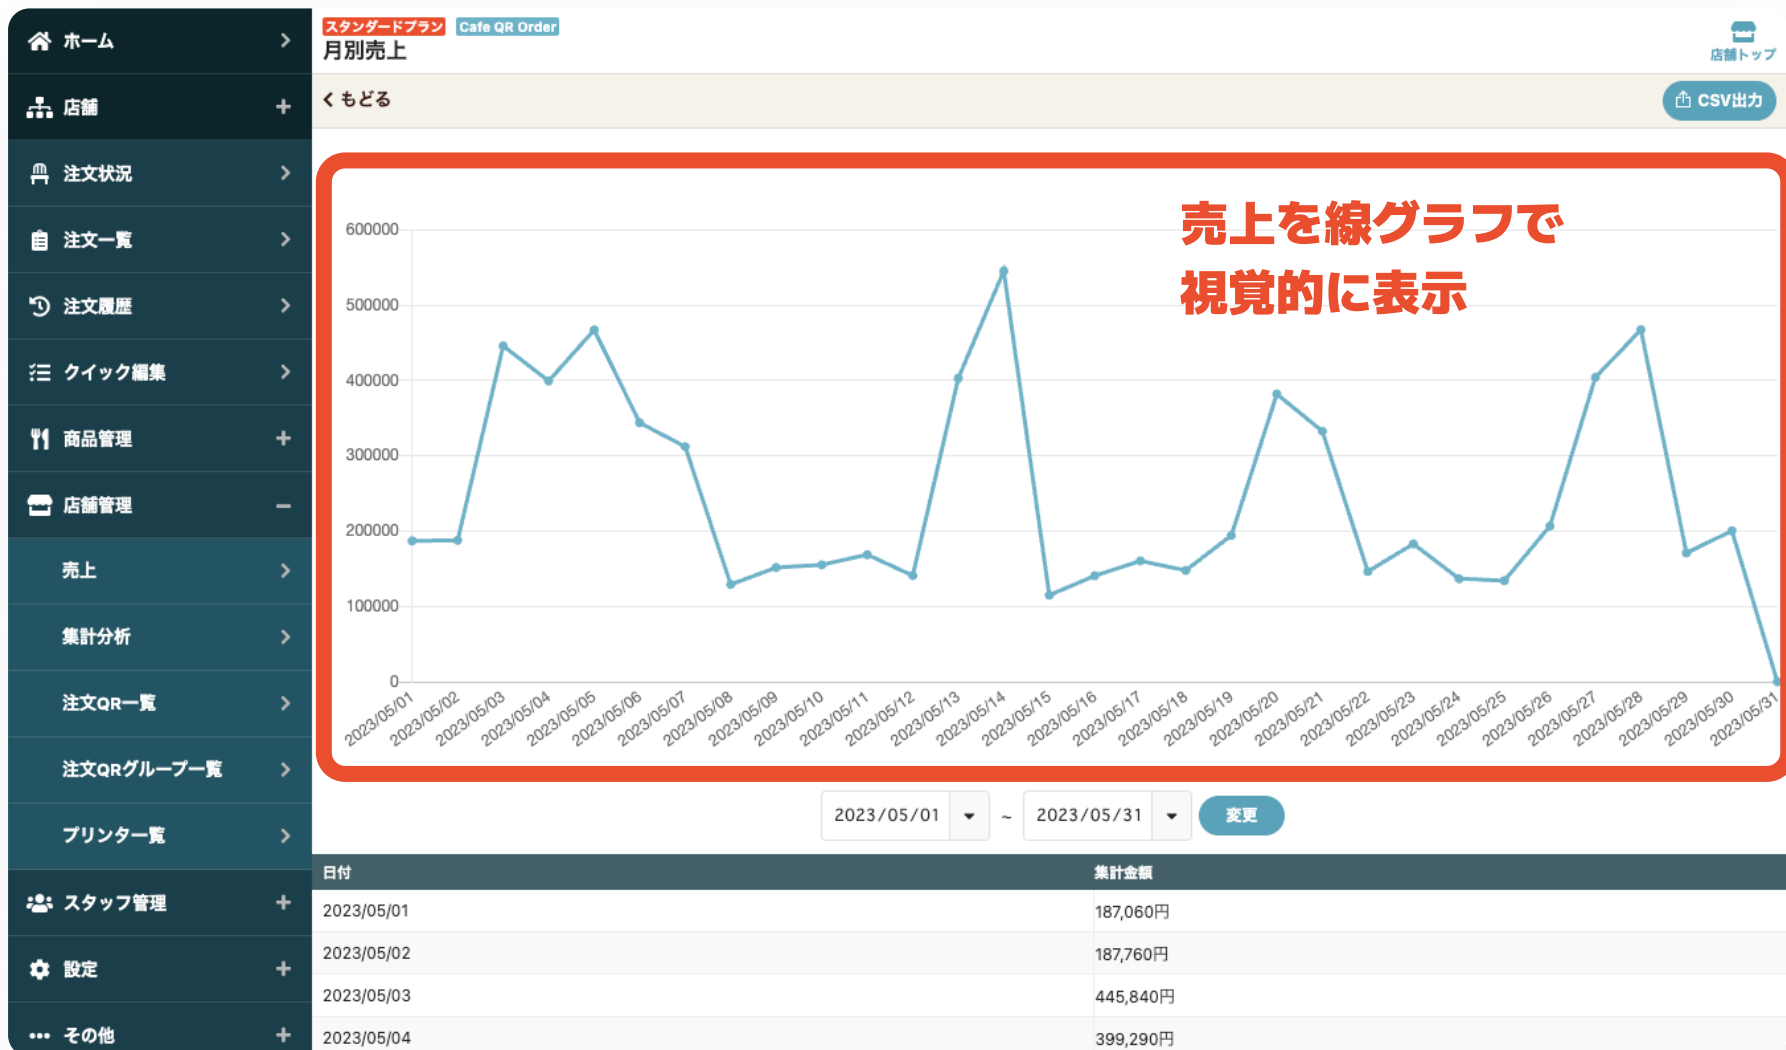 ホーム
店舗
注文状況
注文一覧
注文履歴
クイック編集
商品管理
店舗管理
売上
集計分析
注文QR一覧
注文QRグループ一覧
プリンター覧
スタッフ管理
設定
その他
スタンダードプラン Cafe QR Order
月別売上
店舗トップ
もどる
CSV出力
売上を線グラフで
視覚的に表示
600000
500000
400000
300000
200000
100000
0
2023/05/01
2023/05/02
2023/05/03
2023/05/04
2023/05/05
2023/05/06
2023/05/07
2023/05/08
2023/05/09
2023/05/10
2023/05/11
2023/05/12
2023/05/13
2023/05/14
2023/05/15
2023/05/16
2023/05/17
2023/05/18
2023/05/19
2023/05/20
2023/05/21
2023/05/22
2023/05/23
2023/05/24
2023/05/25
2023/05/26
2023/05/27
2023/05/28
2023/05/29
2023/05/30
2023/05/31
2023/05/01 ~ 2023/05/31 変更
日付 集計金額
2023/05/01 187,060円
2023/05/02 187,760円
2023/05/03 445,840円
2023/05/04 399,290円